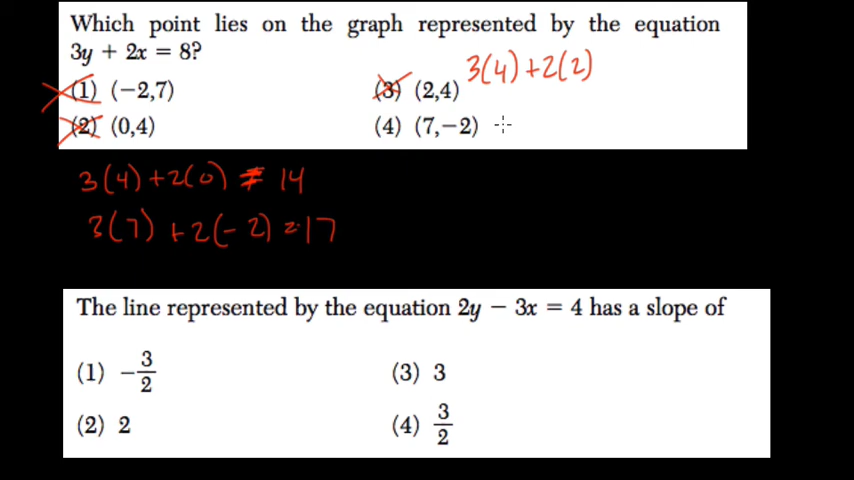 Which point lies on the graph represented by the equation
3y + 2x = 8?
(1) (−2,7) (3) (2,4) 3(4)+2(2)
(2) (0,4) (4) (7,−2)
3(4)+2(0) ≠ 14
3(7) +2(-2) = 17
The line represented by the equation 2y − 3x = 4 has a slope of
(1) −3/2 (3) 3
(2) 2 (4) 3/2